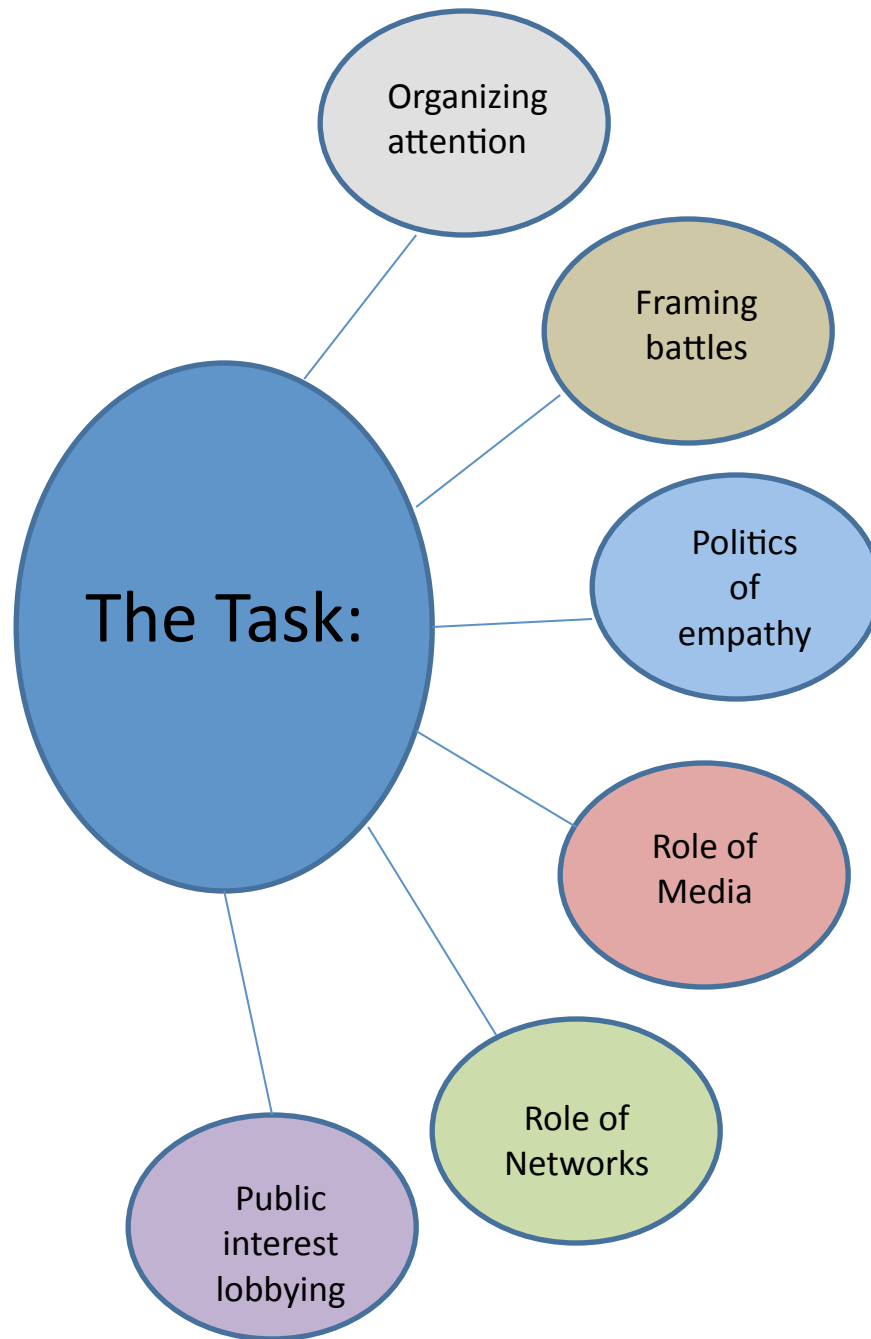 Organizing
attention
Framing
battles
Politics
of
empathy
The Task:
Role of
Media
Role of
Networks
Public
interest
lobbying